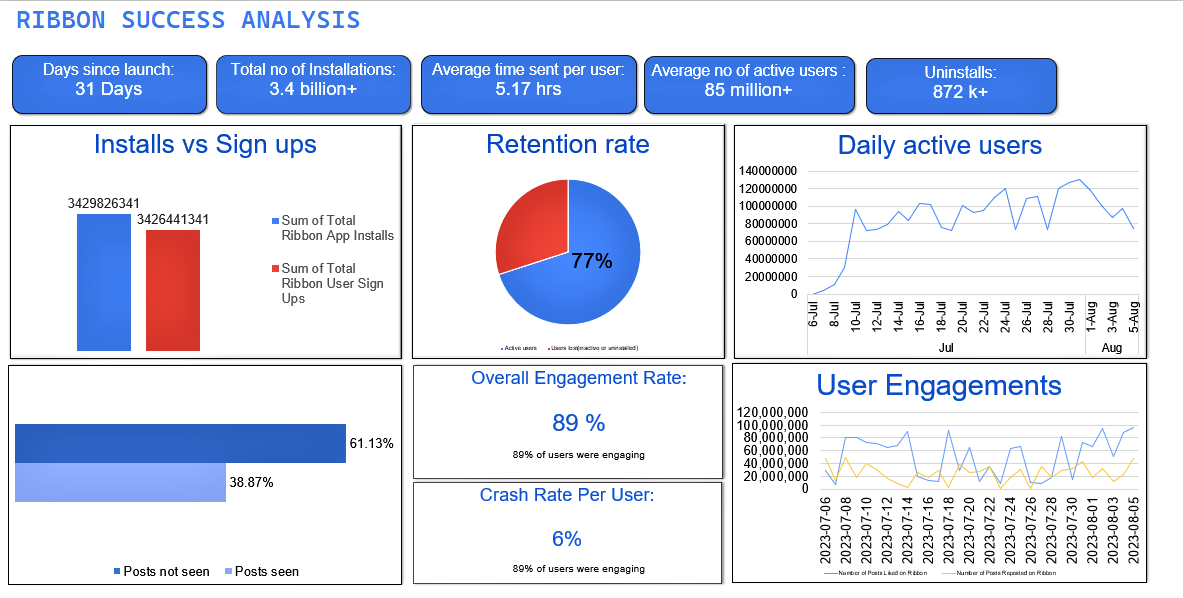 RIBBON SUCCESS ANALYSIS
Days since launch:
31 Days
Total no of Installations:
3.4 billion+
Average time sent per user:
5.17 hrs
Average no of active users :
85 million+
Uninstalls:
872 k+
Installs vs Sign ups
3429826341
3426441341
Sum of Total
Ribbon App Installs
Sum of Total
Ribbon User Sign
Ups
Retention rate
77%
Active users
Users lost(inactive or uninstalled)
Daily active users
140000000
120000000
100000000
80000000
60000000
40000000
20000000
0
6-Jul
8-Jul
10-Jul
12-Jul
14-Jul
16-Jul
18-Jul
20-Jul
22-Jul
24-Jul
26-Jul
28-Jul
30-Jul
1-Aug
3-Aug
5-Aug
Jul
Aug
61.13%
38.87%
Posts not seen
Posts seen
Overall Engagement Rate:
89 %
89% of users were engaging
Crash Rate Per User:
6%
89% of users were engaging
User Engagements
120,000,000
100,000,000
80,000,000
60,000,000
40,000,000
20,000,000
0
2023-07-06
2023-07-08
2023-07-10
2023-07-12
2023-07-14
2023-07-16
2023-07-18
2023-07-20
2023-07-22
2023-07-24
2023-07-26
2023-07-28
2023-07-30
2023-08-01
2023-08-03
2023-08-05
Number of Posts Liked on Ribbon
Number of Posts Reposted on Ribbon